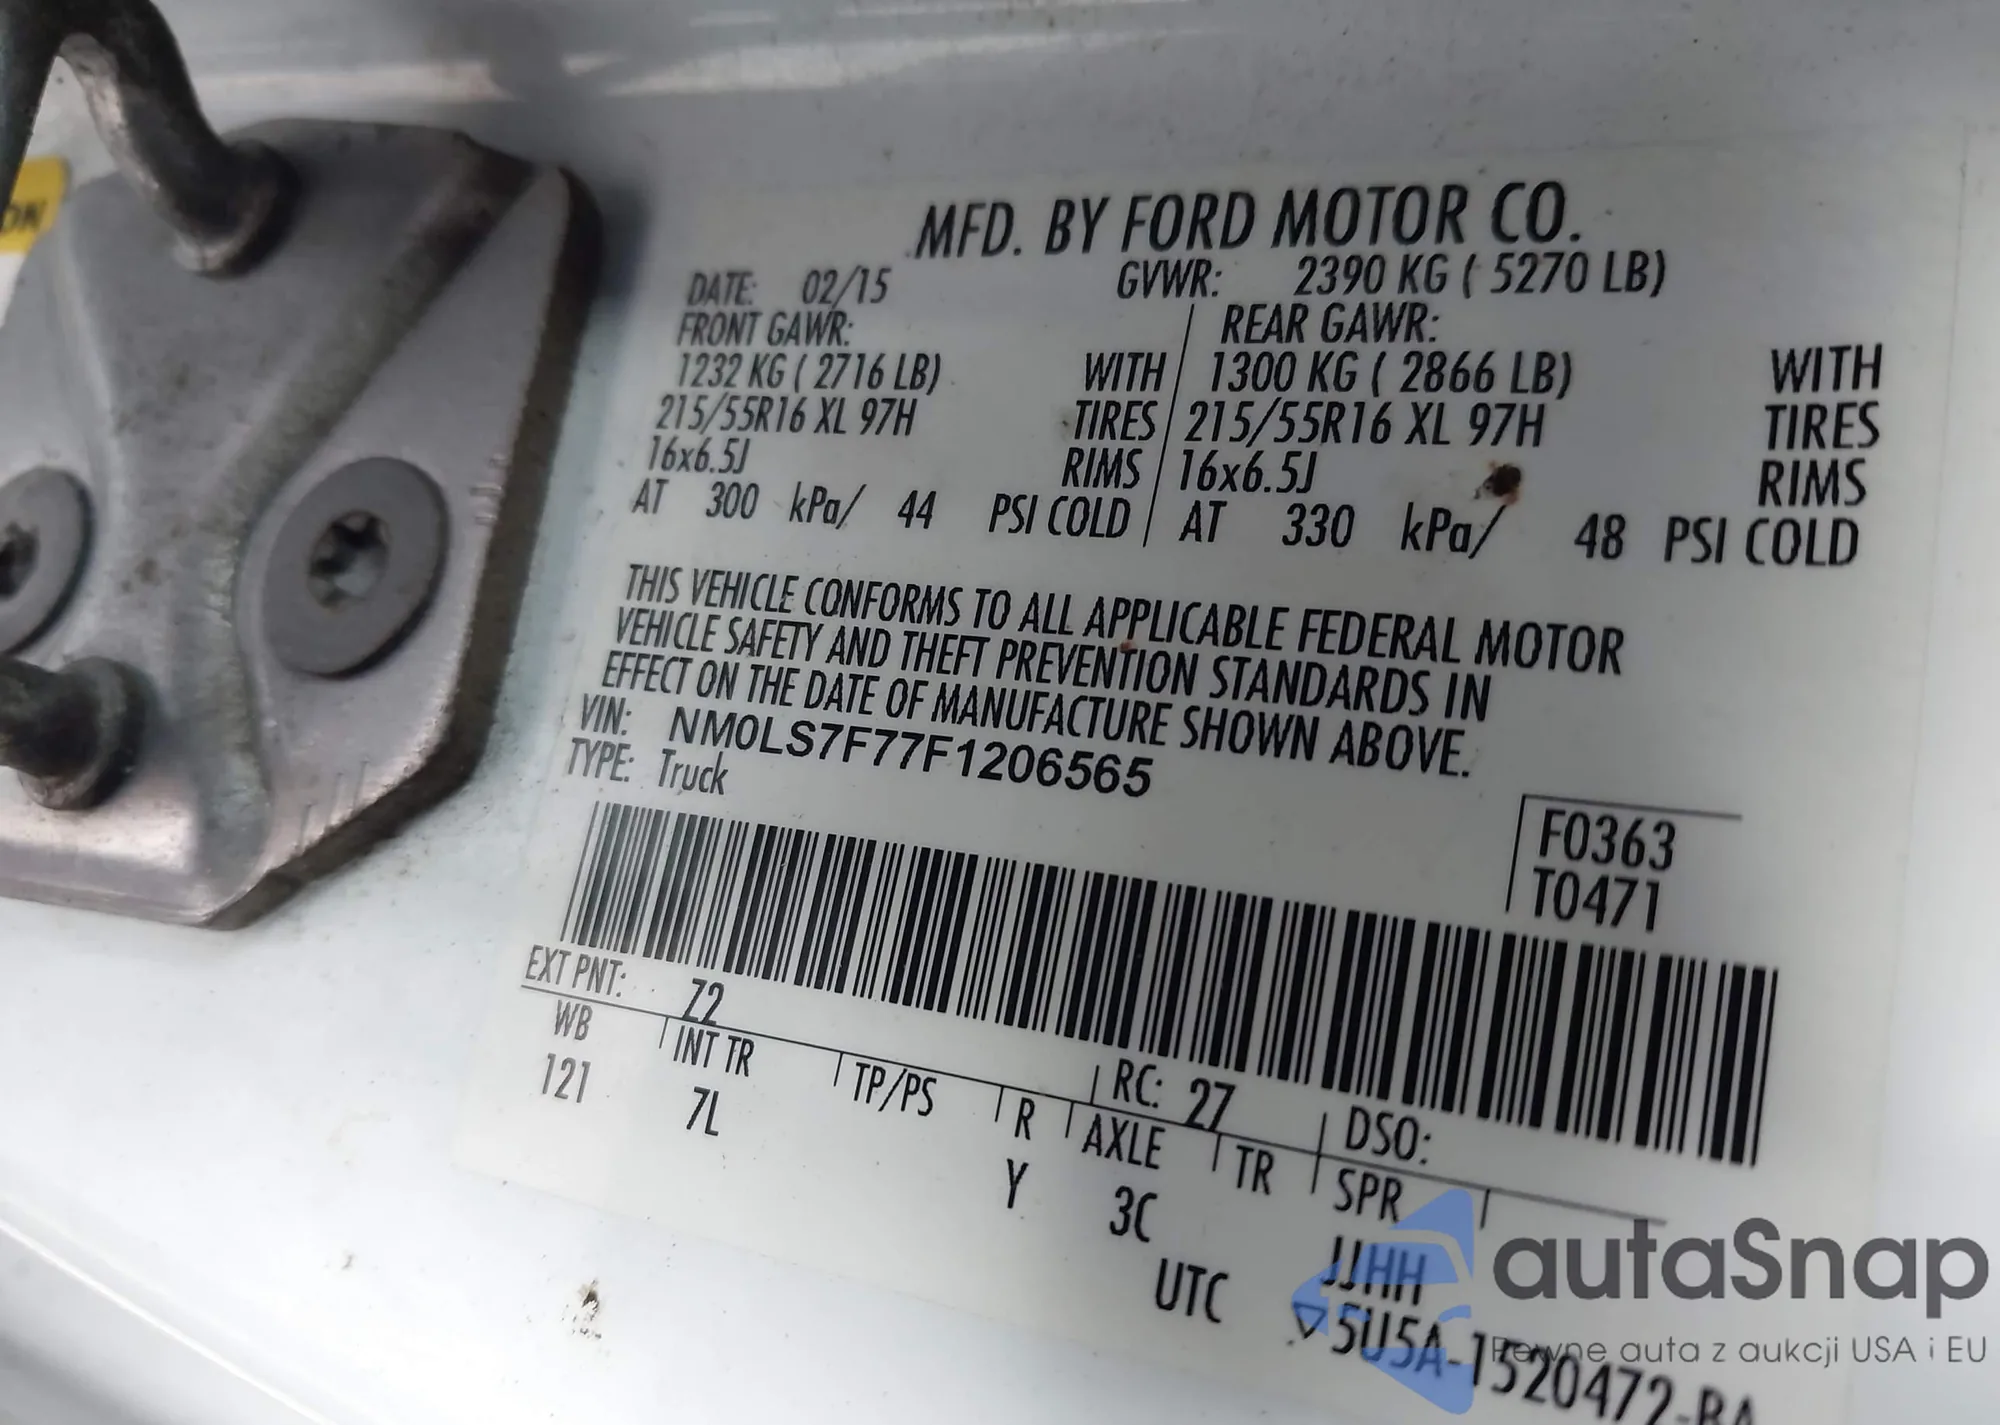 ON
MFD. BY FORD MOTOR CO.
DATE: 02/15 GVWR: 2390 KG ( 5270 LB)
FRONT GAWR: REAR GAWR:
1232 KG ( 2716 LB) WITH 1300 KG ( 2866 LB) WITH
215/55R16 XL 97H TIRES 215/55R16 XL 97H TIRES
16x6.5J RIMS 16x6.5J RIMS
AT 300 kPa/ 44 PSI COLD AT 330 kPa/ 48 PSI COLD
THIS VEHICLE CONFORMS TO ALL APPLICABLE FEDERAL MOTOR
VEHICLE SAFETY AND THEFT PREVENTION STANDARDS IN
EFFECT ON THE DATE OF MANUFACTURE SHOWN ABOVE.
VIN: NM0LS7F77F1206565
TYPE: Truck
F0363
T0471
EXT PNT: Z2 RC: 27 DSO:
WB INT TR TP/PS R AXLE TR SPR
121 7L Y 3C JJHH
UTC ▽5U5A-1520472-BA
autaSnap
Pewne auta z aukcji USA i EU